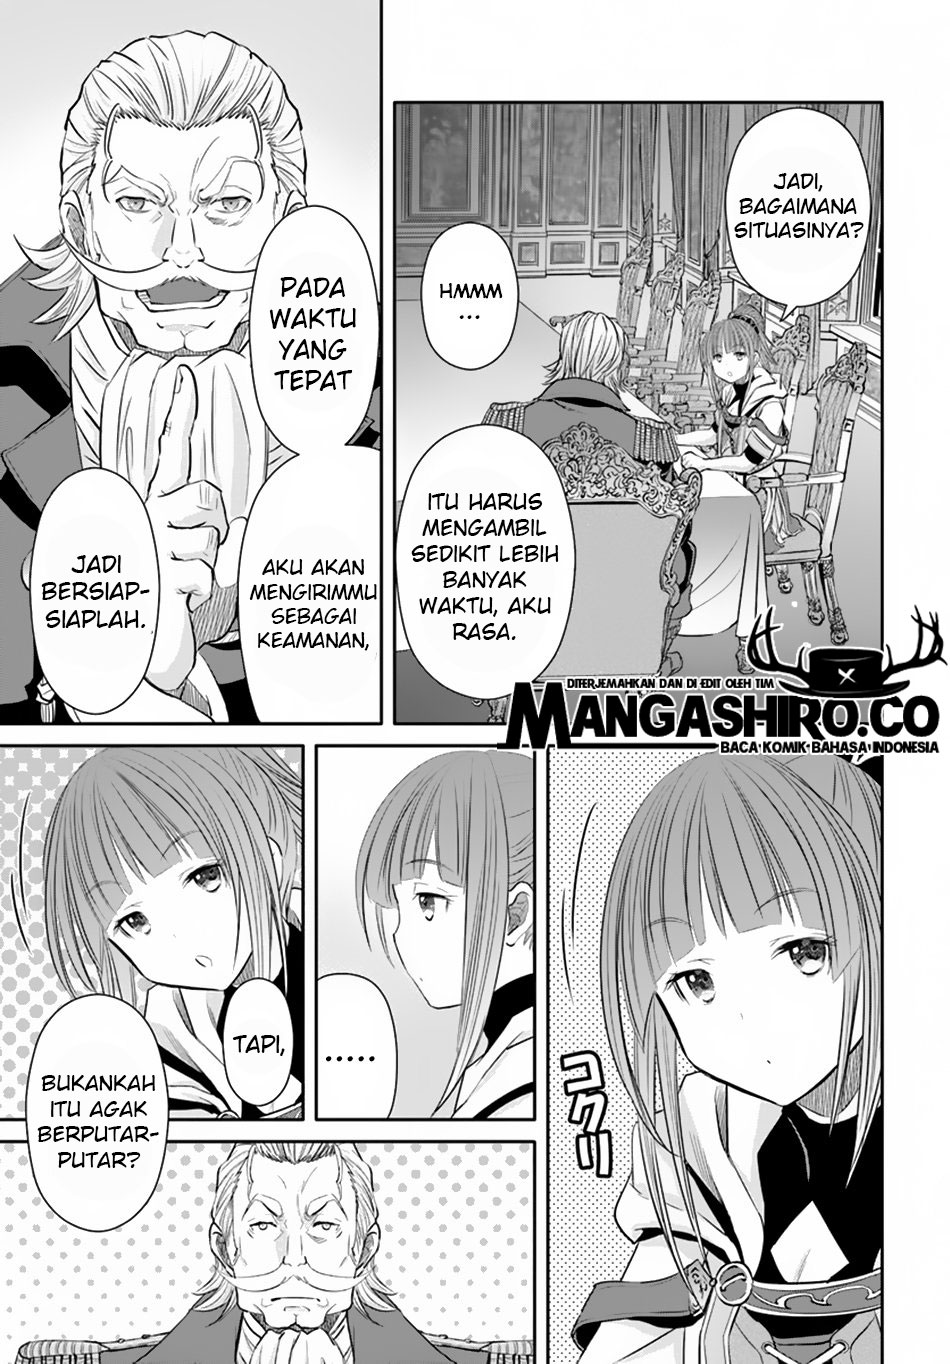 JADI,
BAGAIMANA
SITUASINYA?
HMMM
...
ITU HARUS
MENGAMBIL
SEDIKIT LEBIH
BANYAK
WAKTU, AKU
RASA.
PADA
WAKTU
YANG
TEPAT
AKU AKAN
MENGIRIMMU
SEBAGAI
KEAMANAN,
JADI
BERSIAP-
SIAPLAH.
DITERJEMAHKAN DAN DI EDIT OLEH TIM
MANGASHIRO.CO
BACA KOMIK BAHASA INDONESIA
コクリ
.....
TAPI,
BUKANKAH
ITU AGAK
BERPUTAR-
PUTAR?